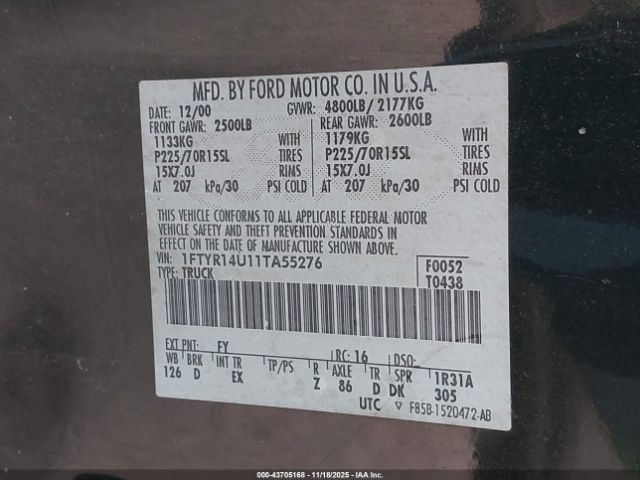 MFD. BY FORD MOTOR CO. IN U.S.A.
DATE: 12/00 GVWR: 4800LB/ 2177KG
FRONT GAWR: 2500LB REAR GAWR: 2600LB
1133KG WITH 1179KG WITH
P225/70R15SL TIRES P225/70R15SL TIRES
15X7.0J RIMS 15X7.0J RIMS
AT 207 kPa/30 PSI COLD AT 207 kPa/30 PSI COLD
THIS VEHICLE CONFORMS TO ALL APPLICABLE FEDERAL MOTOR
VEHICLE SAFETY AND THEFT PREVENTION STANDARDS IN
EFFECT ON THE DATE OF MANUFACTURE SHOWN ABOVE.
VIN: 1FTYR14U11TA55276 F0052
TYPE: TRUCK T0438
EXT PNT: FY RC: 16 DSO:
WB BRK INT TR TP/PS R AXLE TR SPR 1R31A
126 D EX Z 86 D DK 305
UTC ▽ F85B-1520472-AB
000-43705168 - 11/18/2025 - IAA Inc.